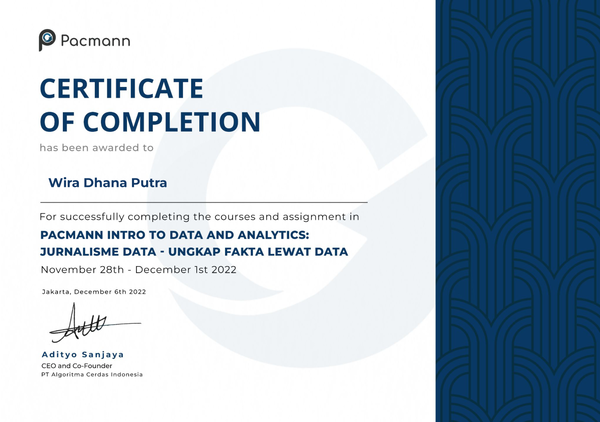 Pacmann
CERTIFICATE
OF COMPLETION
has been awarded to
Wira Dhana Putra
For successfully completing the courses and assignment in
PACMANN INTRO TO DATA AND ANALYTICS:
JURNALISME DATA - UNGKAP FAKTA LEWAT DATA
November 28th - December 1st 2022
Jakarta, December 6th 2022
Adityo Sanjaya
CEO and Co-Founder
PT Algoritma Cerdas Indonesia